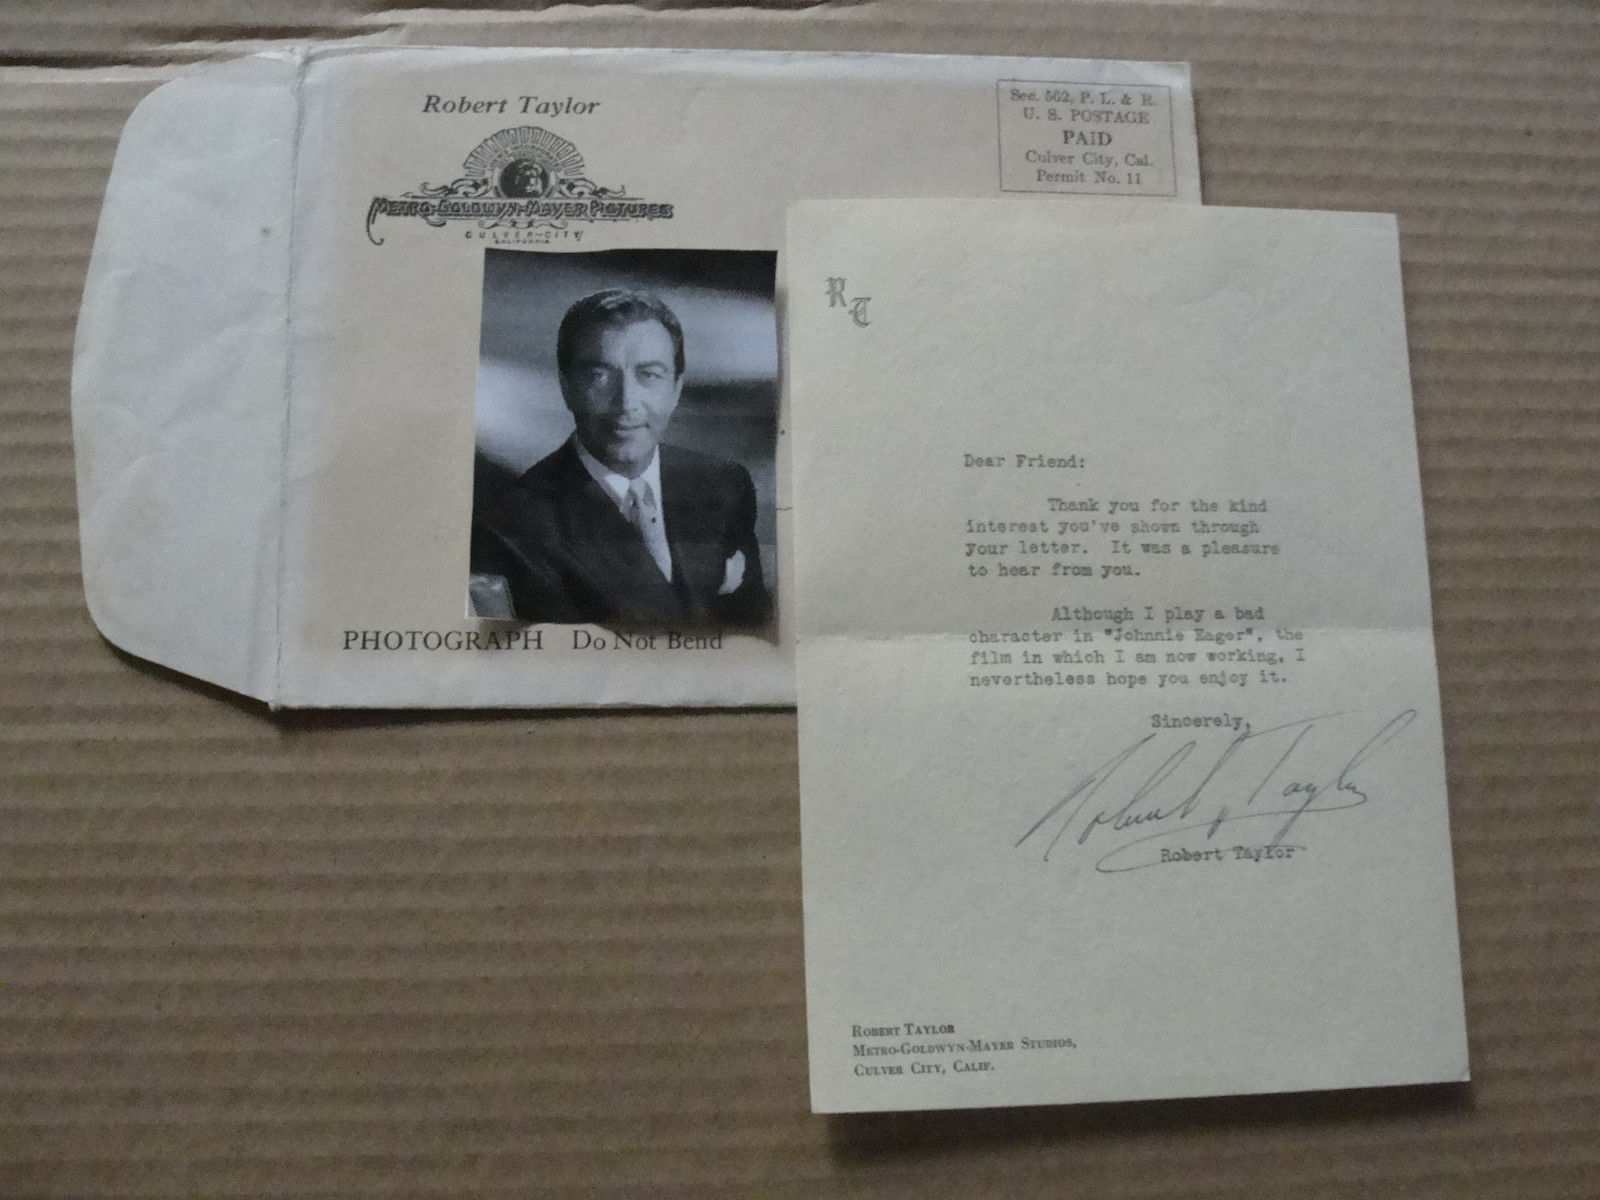 Robert Taylor
METRO-GOLDWYN-MAYER PICTURES
CULVER-CITY
CALIFORNIA
Sec. 562, P. L. & R.
U. S. POSTAGE
PAID
Culver City, Cal.
Permit No. 11
PHOTOGRAPH Do Not Bend
RT
Dear Friend:
Thank you for the kind
interest you've shown through
your letter. It was a pleasure
to hear from you.
Although I play a bad
character in "Johnnie Eager", the
film in which I am now working, I
nevertheless hope you enjoy it.
Sincerely,
Robert Taylor
Robert Taylor
ROBERT TAYLOR
METRO-GOLDWYN-MAYER STUDIOS,
CULVER CITY, CALIF.